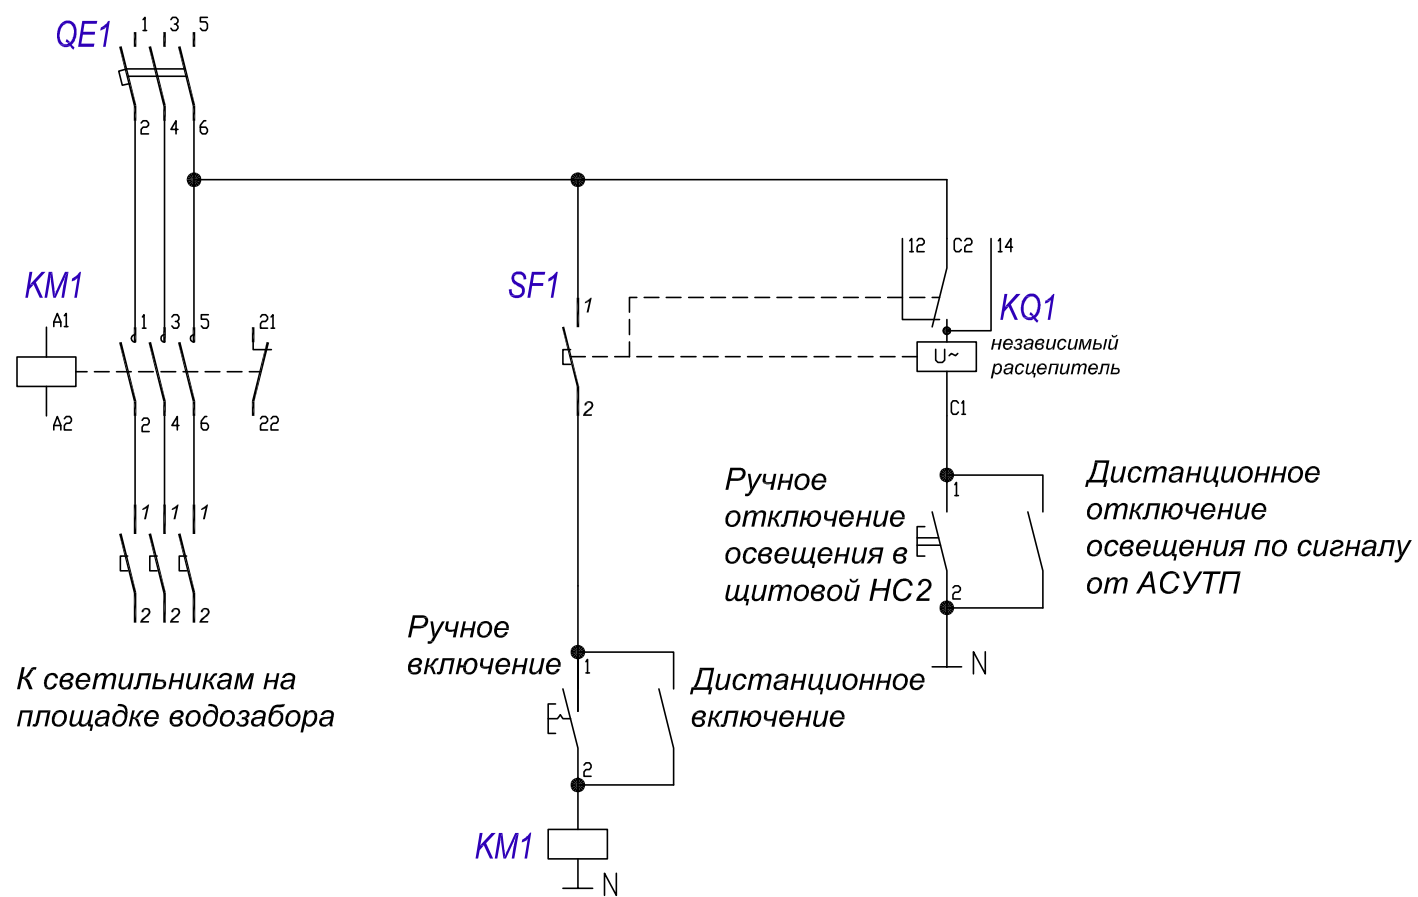 QE1
1 3 5
2 4 6
KM1
A1
1 3 5 21
A2
2 4 6 22
1 1 1
2 2 2
К светильникам на
площадке водозабора
SF1
1
2
12 C2 14
KQ1
U~
независимый
расцепитель
C1
Ручное
отключение
освещения в
щитовой НС2
1
2
Дистанционное
отключение
освещения по сигналу
от АСУТП
N
Ручное
включение
1
2
Дистанционное
включение
KM1
N